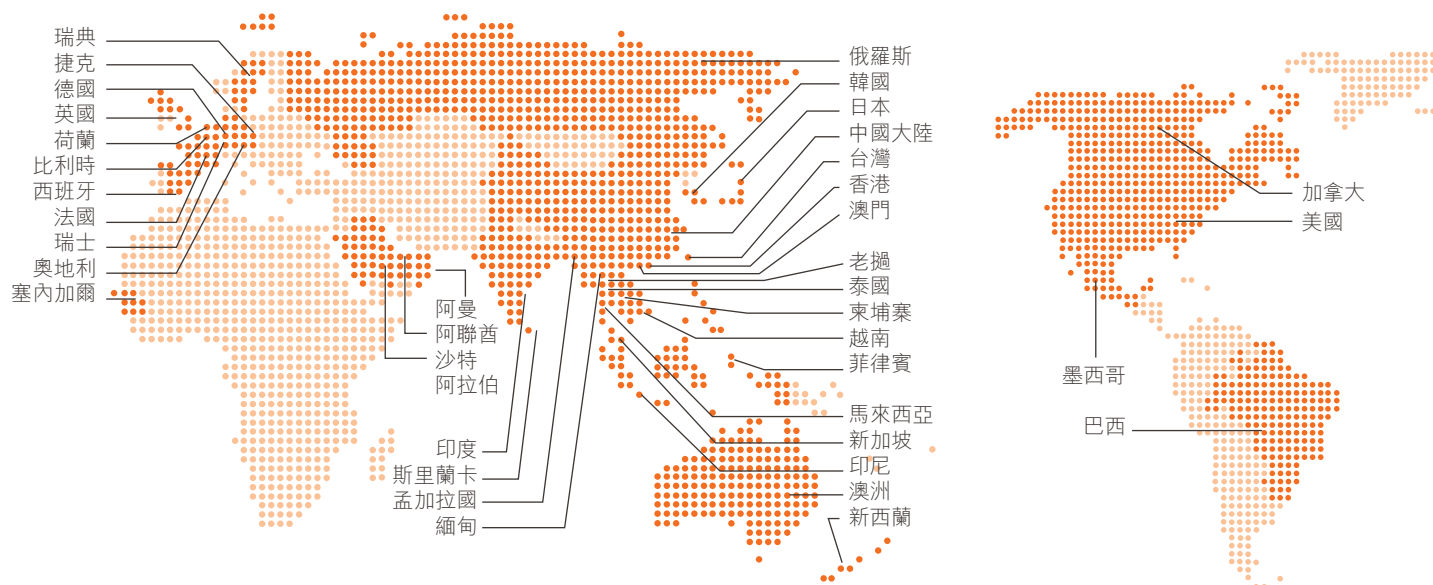 瑞典
捷克
德國
英國
荷蘭
比利時
西班牙
法國
瑞士
奧地利
塞內加爾
阿曼
阿聯酋
沙特
阿拉伯
印度
斯里蘭卡
孟加拉國
緬甸
俄羅斯
韓國
日本
中國大陸
台灣
香港
澳門
老撾
泰國
柬埔寨
越南
菲律賓
馬來西亞
新加坡
印尼
澳洲
新西蘭
加拿大
美國
墨西哥
巴西